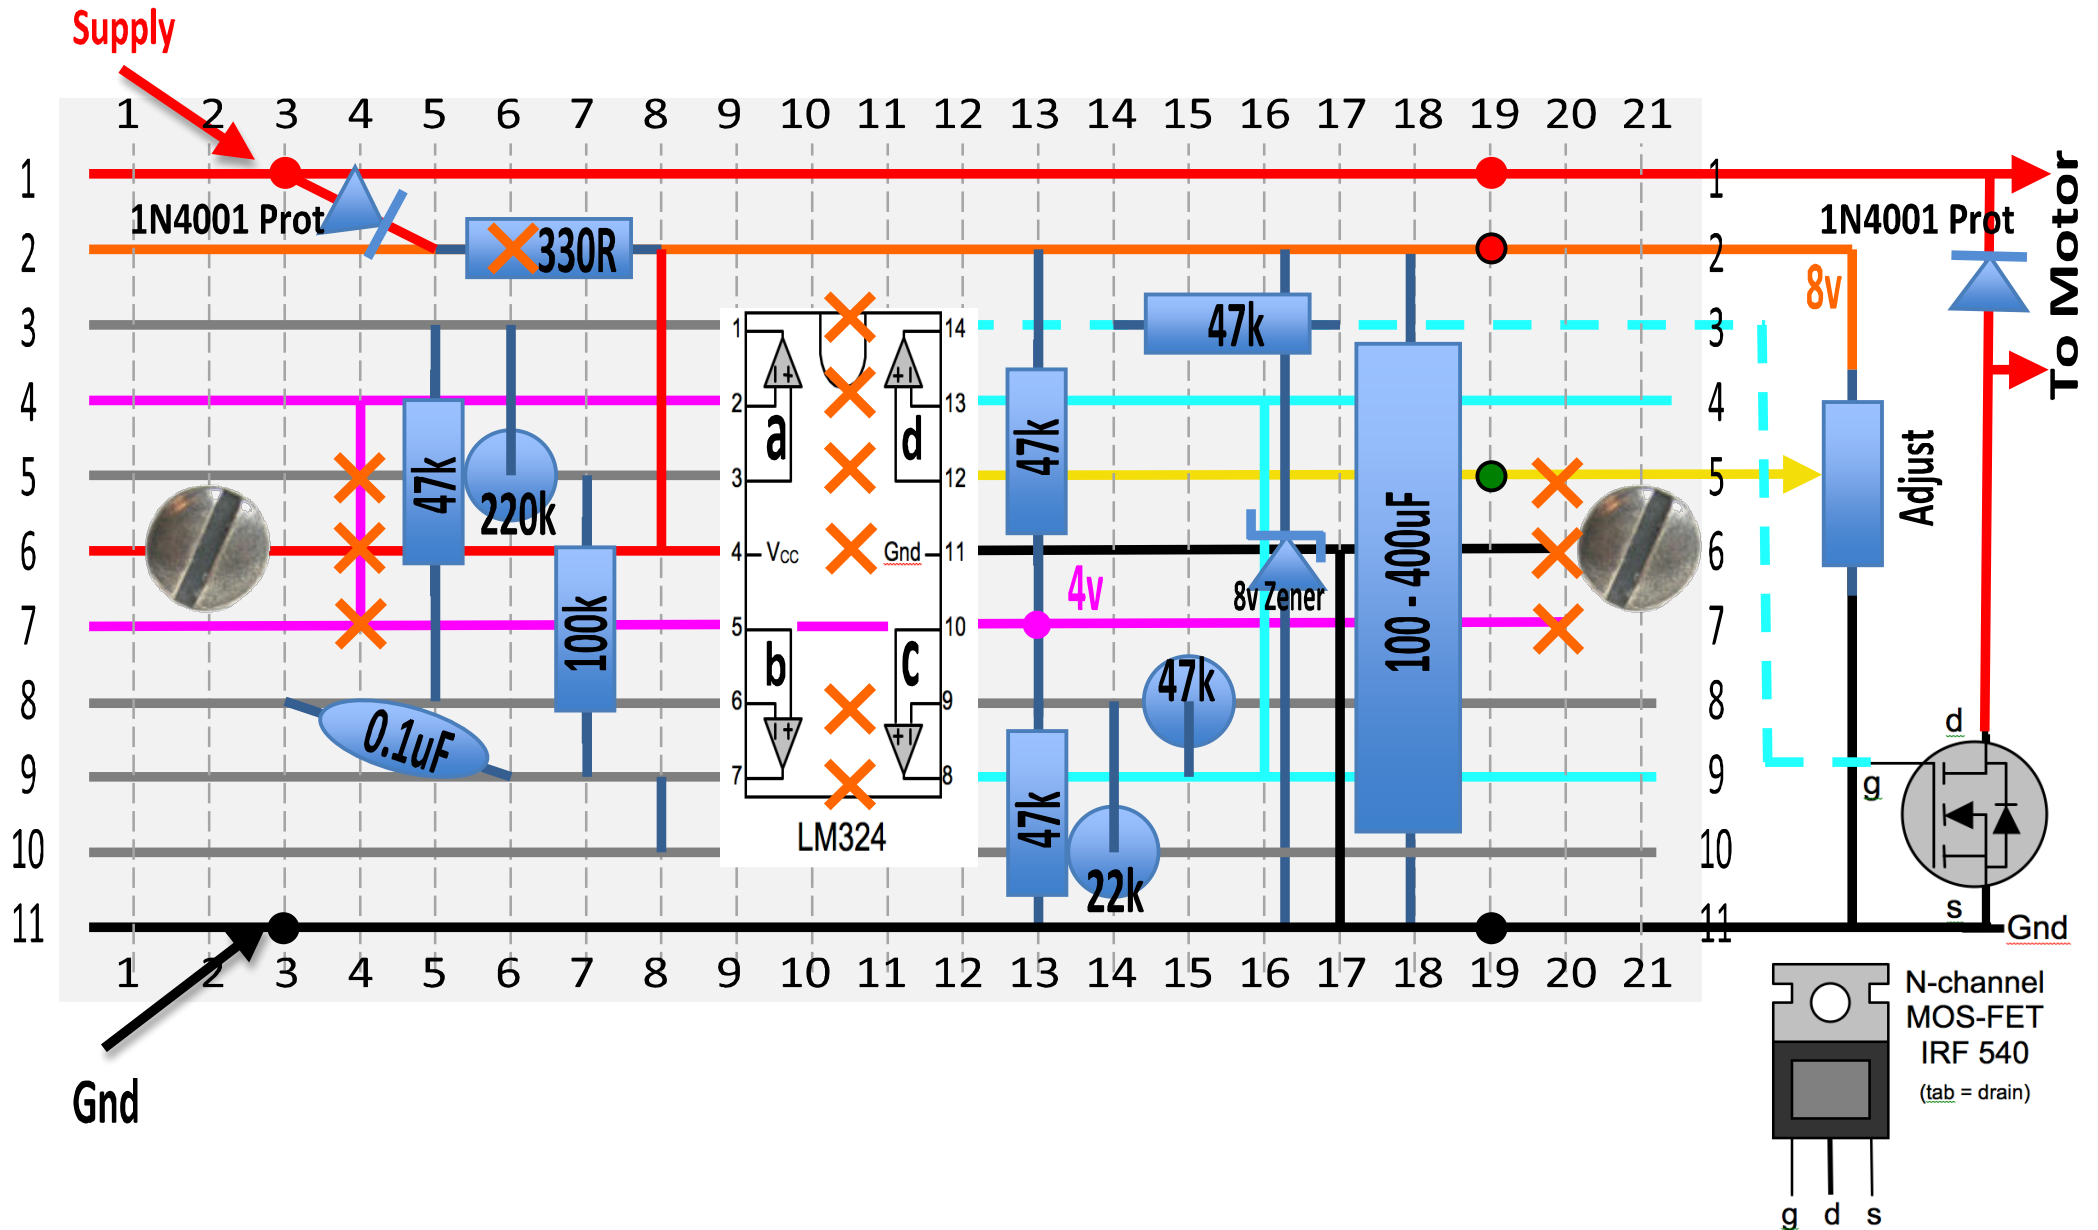 Supply
1 2 3 4 5 6 7 8 9 10 11 12 13 14 15 16 17 18 19 20 21
1 1
1N4001 Prot 1N4001 Prot
To Motor
2 330R 2
8v
3 1 14 47k 3
4 2 13 4
a d
47k 47k
5 3 12 5
220k
Adjust
100 - 400uF
6 4 Vcc Gnd 11 6
4v
8v Zener
7 5 10 7
100k
b c
47k
8 6 9 8
0.1uF
d
9 7 8 9
g
47k
LM324
10 10
22k
s
11 11
Gnd
1 2 3 4 5 6 7 8 9 10 11 12 13 14 15 16 17 18 19 20 21
N-channel
MOS-FET
IRF 540
(tab = drain)
Gnd
g d s